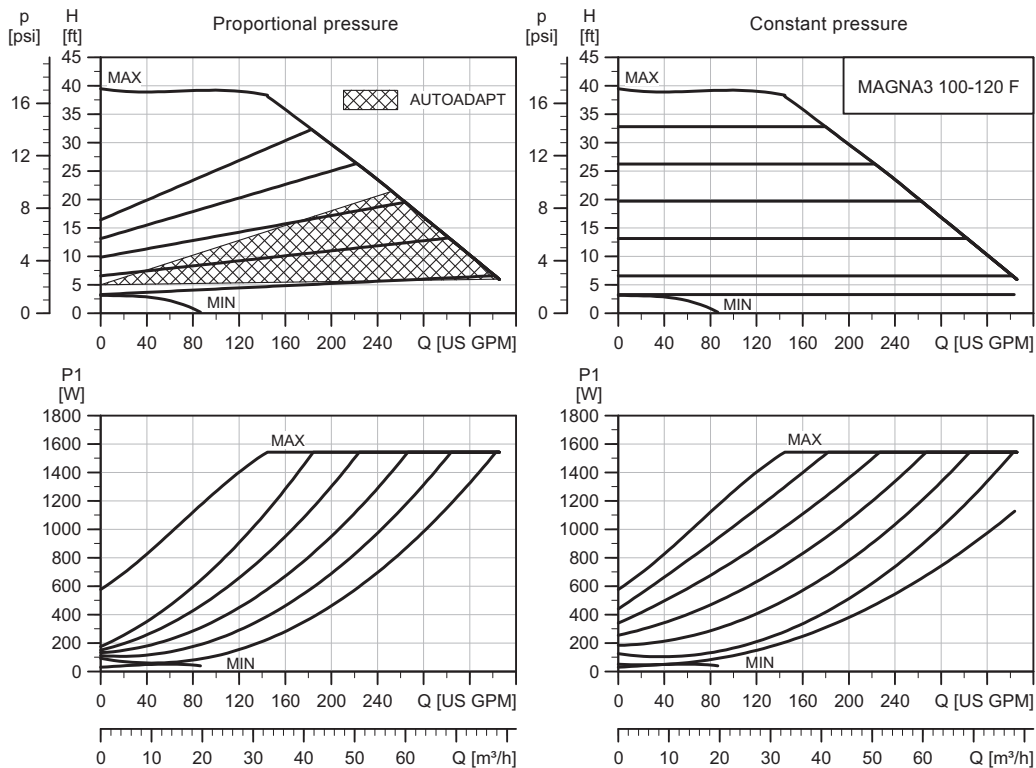 Proportional pressure
p
[psi]
H
[ft]
45
40
35
30
25
20
15
10
5
0
16
12
8
4
0
MAX
AUTOADAPT
MIN
0 40 80 120 160 200 240 Q [US GPM]
Constant pressure
p
[psi]
H
[ft]
45
40
35
30
25
20
15
10
5
0
16
12
8
4
0
MAX
MAGNA3 100-120 F
MIN
0 40 80 120 160 200 240 Q [US GPM]
P1
[W]
1800
1600
1400
1200
1000
800
600
400
200
0
MAX
MIN
0 40 80 120 160 200 240 Q [US GPM]
0 10 20 30 40 50 60 Q [m³/h]
P1
[W]
1800
1600
1400
1200
1000
800
600
400
200
0
MAX
MIN
0 40 80 120 160 200 240 Q [US GPM]
0 10 20 30 40 50 60 Q [m³/h]